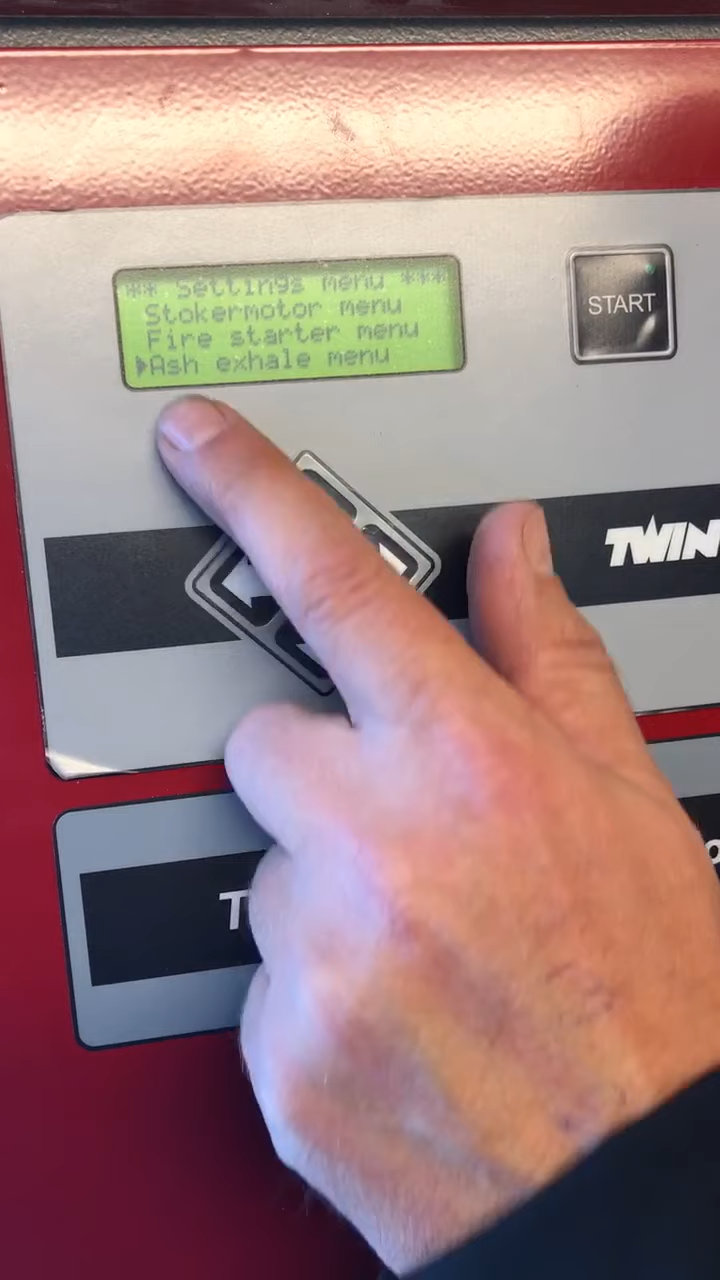 ** Settings menu ***
Stokermotor menu
Fire starter menu
▶Ash exhale menu
START
TWIN